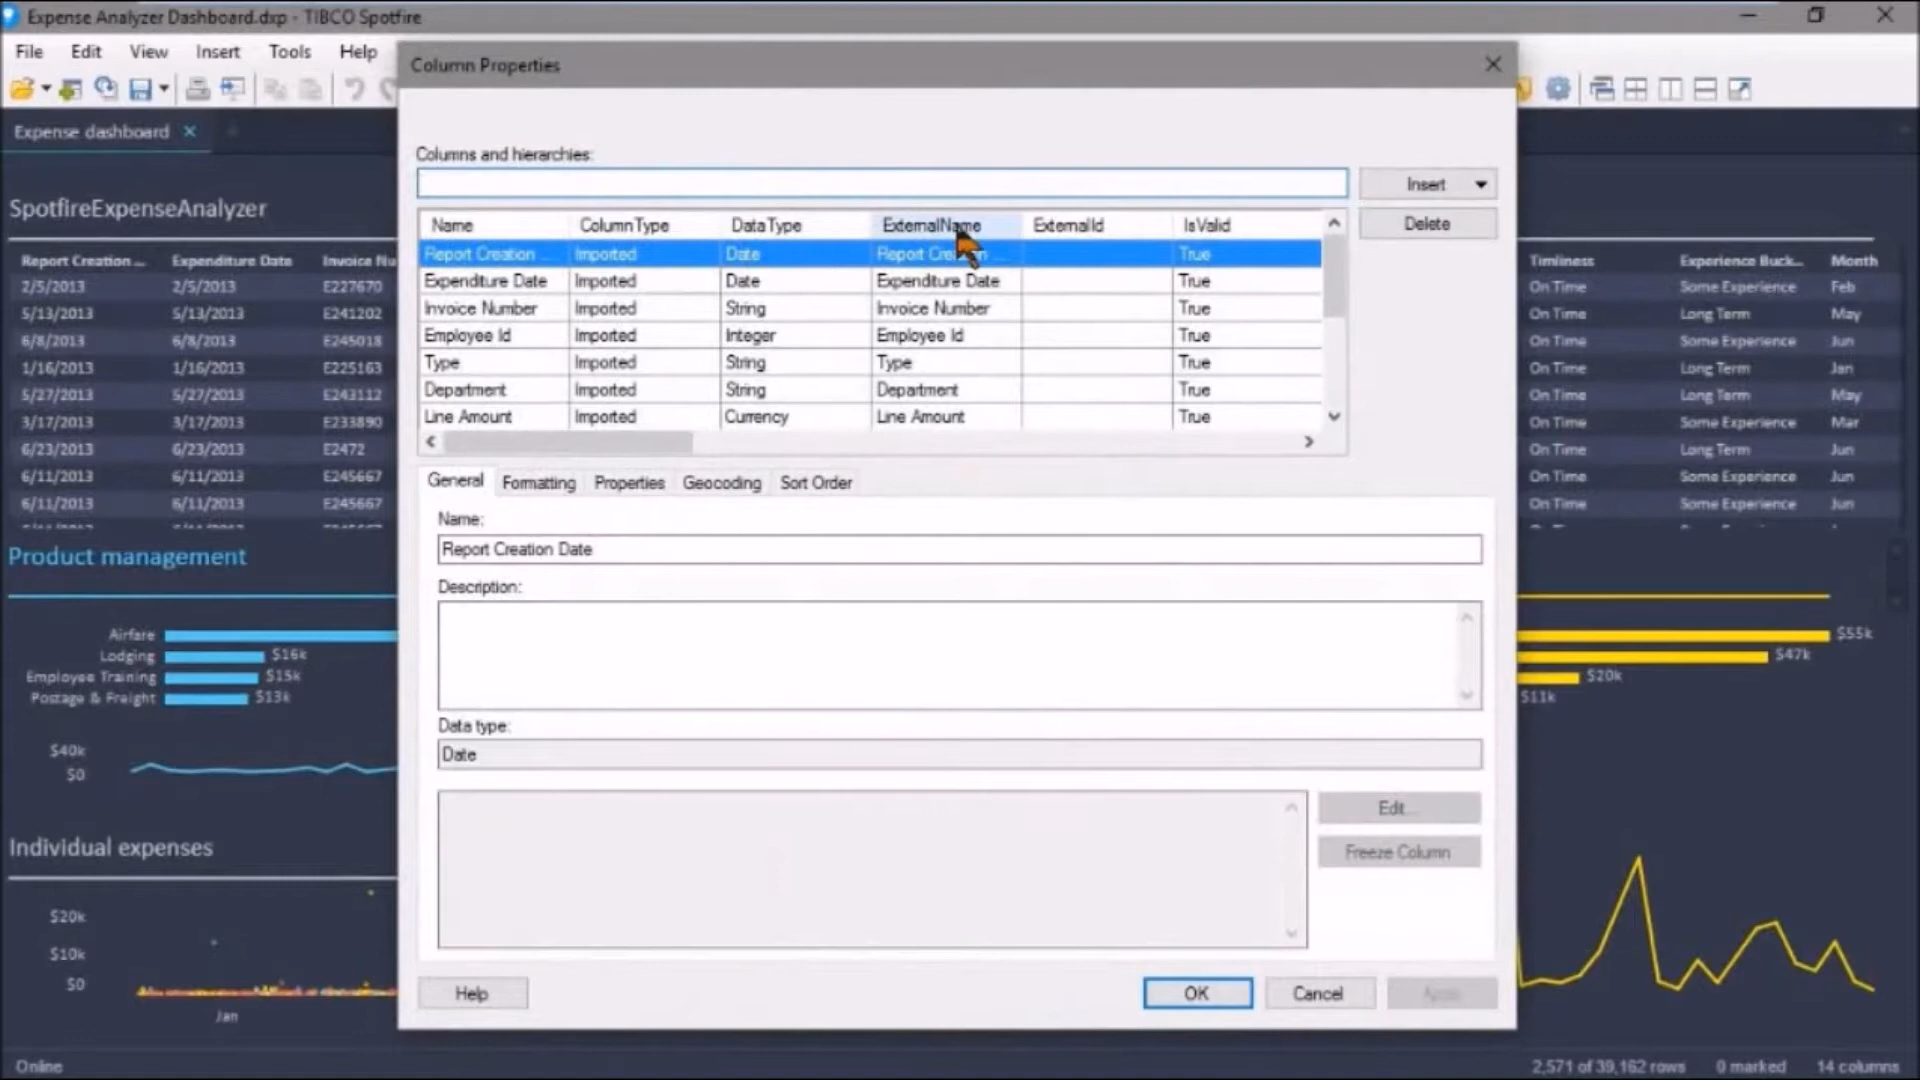 Expense Analyzer Dashboard.dxp - TIBCO Spotfire
File Edit View Insert Tools Help
Expense dashboard
SpotfireExpenseAnalyzer
Report Creation ... Expenditure Date Invoice Nu
2/5/2013 2/5/2013 E227670
5/13/2013 5/13/2013 E241202
6/8/2013 6/8/2013 E245018
1/16/2013 1/16/2013 E225163
5/27/2013 5/27/2013 E243112
3/17/2013 3/17/2013 E233890
6/23/2013 6/23/2013 E2472
6/11/2013 6/11/2013 E245667
6/11/2013 6/11/2013 E245667
Product management
Airfare
Lodging $16k
Employee Training $15k
Postage & Freight $13k
$40k
$0
Individual expenses
$20k
$10k
$0
Jan
Online
Column Properties
Columns and hierarchies:
Insert
Delete
Name ColumnType DataType ExternalName ExternalId IsValid
Report Creation ... Imported Date True
Expenditure Date Imported Date Expenditure Date True
Invoice Number Imported String Invoice Number True
Employee Id Imported Integer Employee Id True
Type Imported String Type True
Department Imported String Department True
Line Amount Imported Currency Line Amount True
General Formatting Properties Geocoding Sort Order
Name:
Report Creation Date
Description:
Data type:
Date
Edit...
Freeze Column
Help OK Cancel Apply
Timliness Experience Buck... Month
On Time Some Experience Feb
On Time Long Term May
On Time Some Experience Jun
On Time Long Term Jan
On Time Long Term May
On Time Some Experience Mar
On Time Long Term Jun
On Time Some Experience Jun
On Time Some Experience Jun
$55k
$47k
$20k
$11k
2,571 of 39,162 rows 0 marked 14 columns